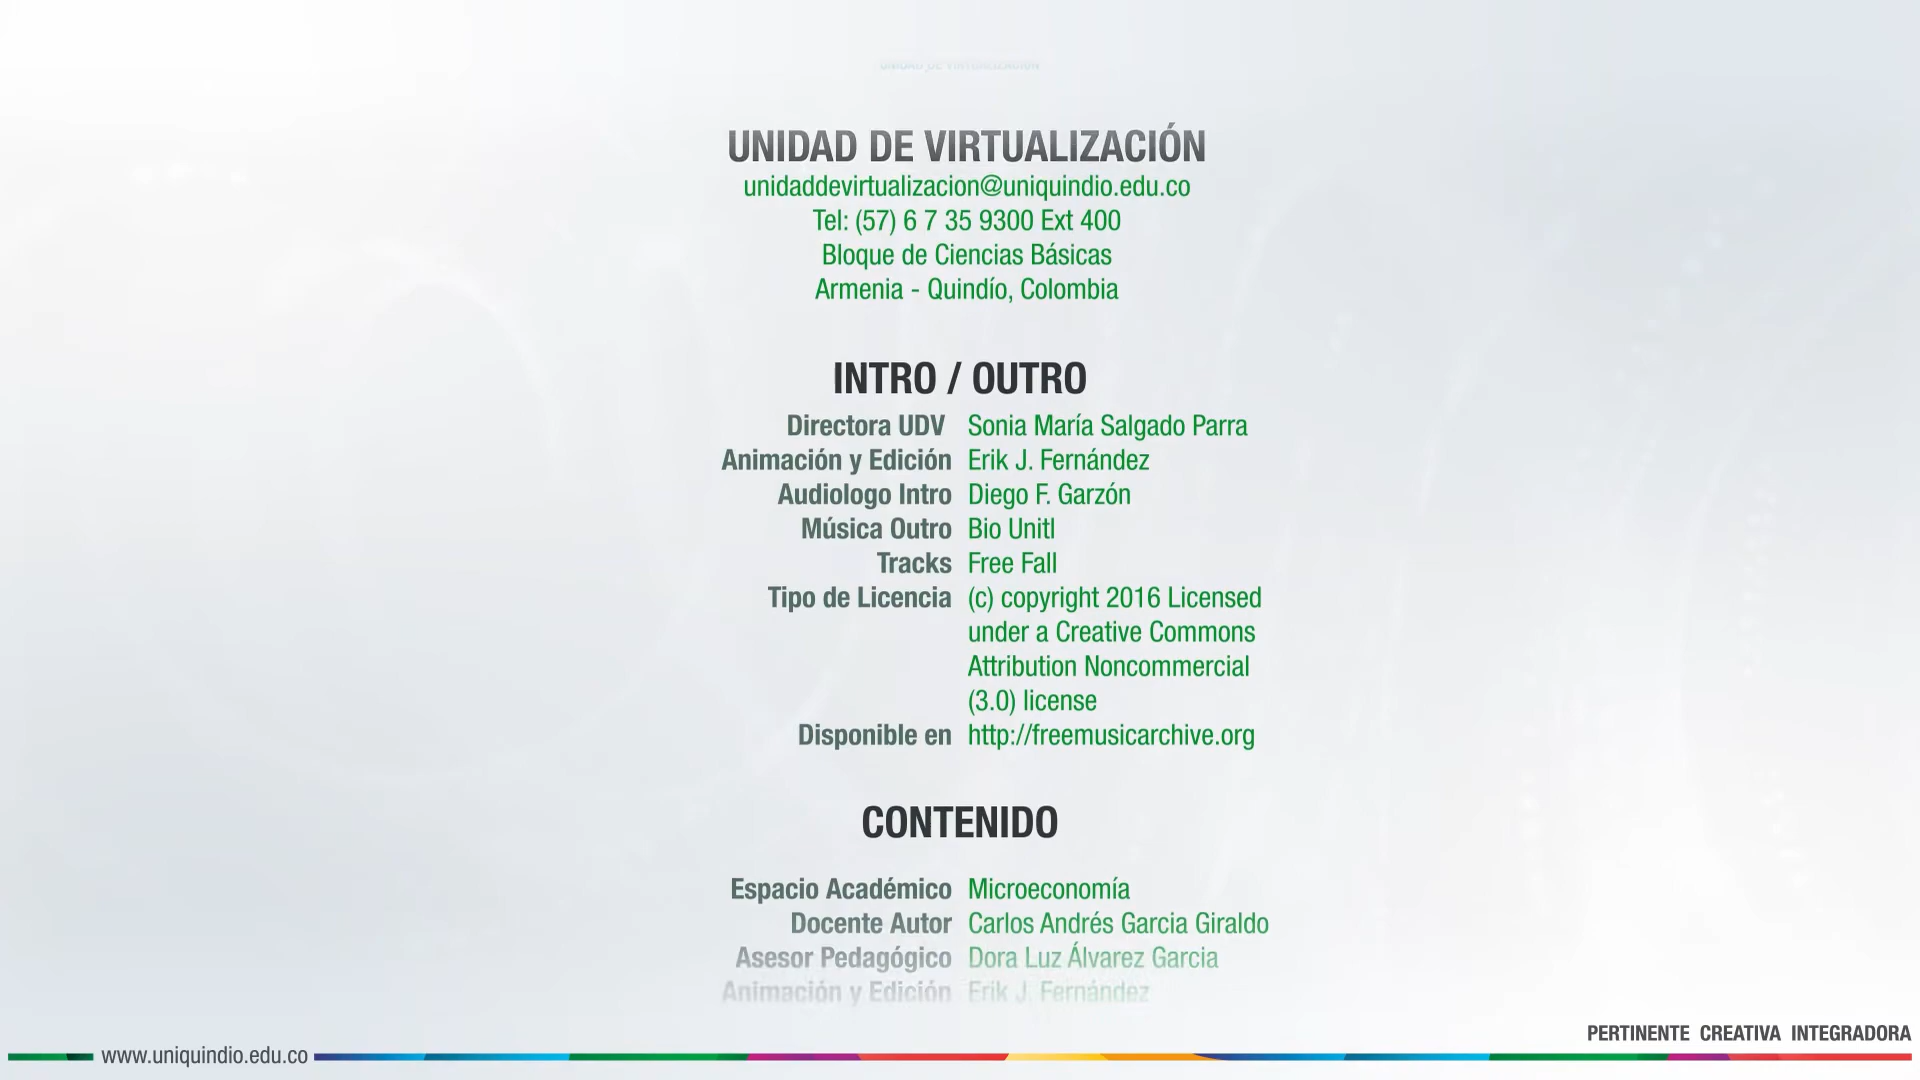 UNIDAD DE VIRTUALIZACIÓN
UNIDAD DE VIRTUALIZACIÓN
unidaddevirtualizacion@uniquindio.edu.co
Tel: (57) 6 7 35 9300 Ext 400
Bloque de Ciencias Básicas
Armenia - Quindío, Colombia
INTRO / OUTRO
Directora UDV Sonia María Salgado Parra
Animación y Edición Erik J. Fernández
Audiologo Intro Diego F. Garzón
Música Outro Bio Unitl
Tracks Free Fall
Tipo de Licencia (c) copyright 2016 Licensed
under a Creative Commons
Attribution Noncommercial
(3.0) license
Disponible en http://freemusicarchive.org
CONTENIDO
Espacio Académico Microeconomía
Docente Autor Carlos Andrés Garcia Giraldo
Asesor Pedagógico Dora Luz Álvarez Garcia
Animación y Edición Erik J. Fernández
PERTINENTE CREATIVA INTEGRADORA
www.uniquindio.edu.co